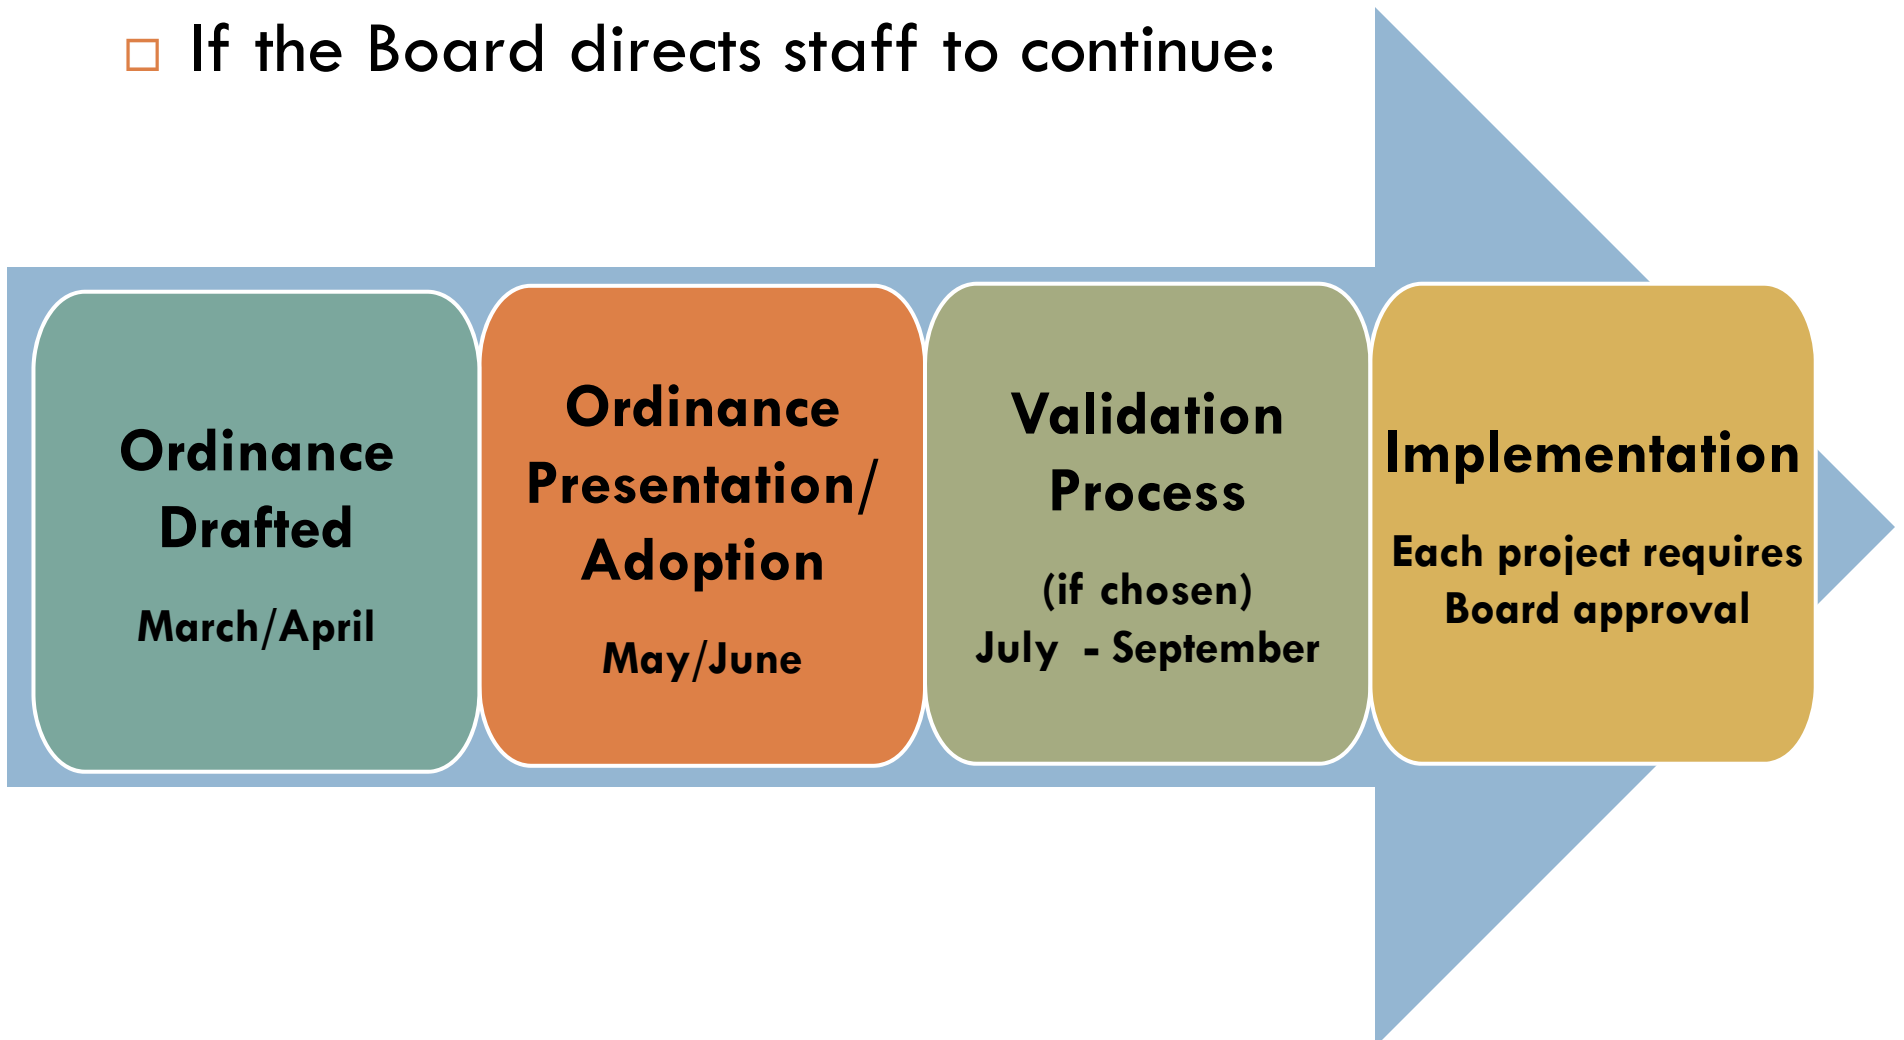 If the Board directs staff to continue:
Ordinance
Drafted
March/April
Ordinance
Presentation/
Adoption
May/June
Validation
Process
(if chosen)
July - September
Implementation
Each project requires
Board approval